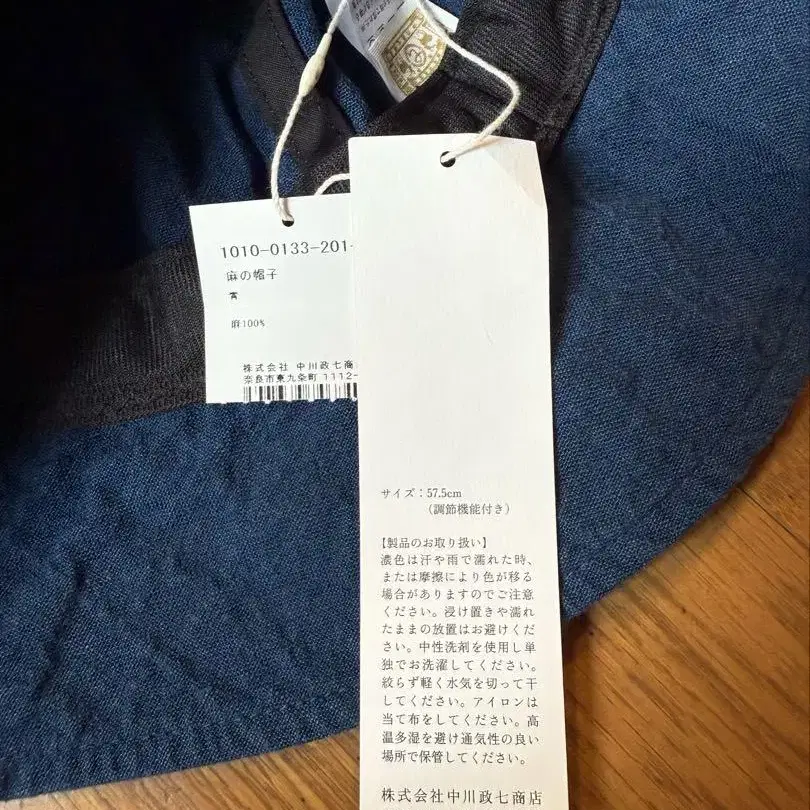 1010-0133-201-
麻の帽子
麻100%
株式会社 中川政七商
奈良市東九条町 1112-
サイズ：57.5cm
（調節機能付き）
【製品のお取り扱い】
濃色は汗や雨で濡れた時、
または摩擦により色が移る
場合がありますのでご注意
ください。浸け置きや濡れ
たままの放置はお避けくだ
さい。中性洗剤を使用し単
独でお洗濯してください。
絞らず軽く水気を切って干
してください。アイロンは
当て布をしてください。高
温多湿を避け通気性の良い
場所で保管してください。
株式会社中川政七商店